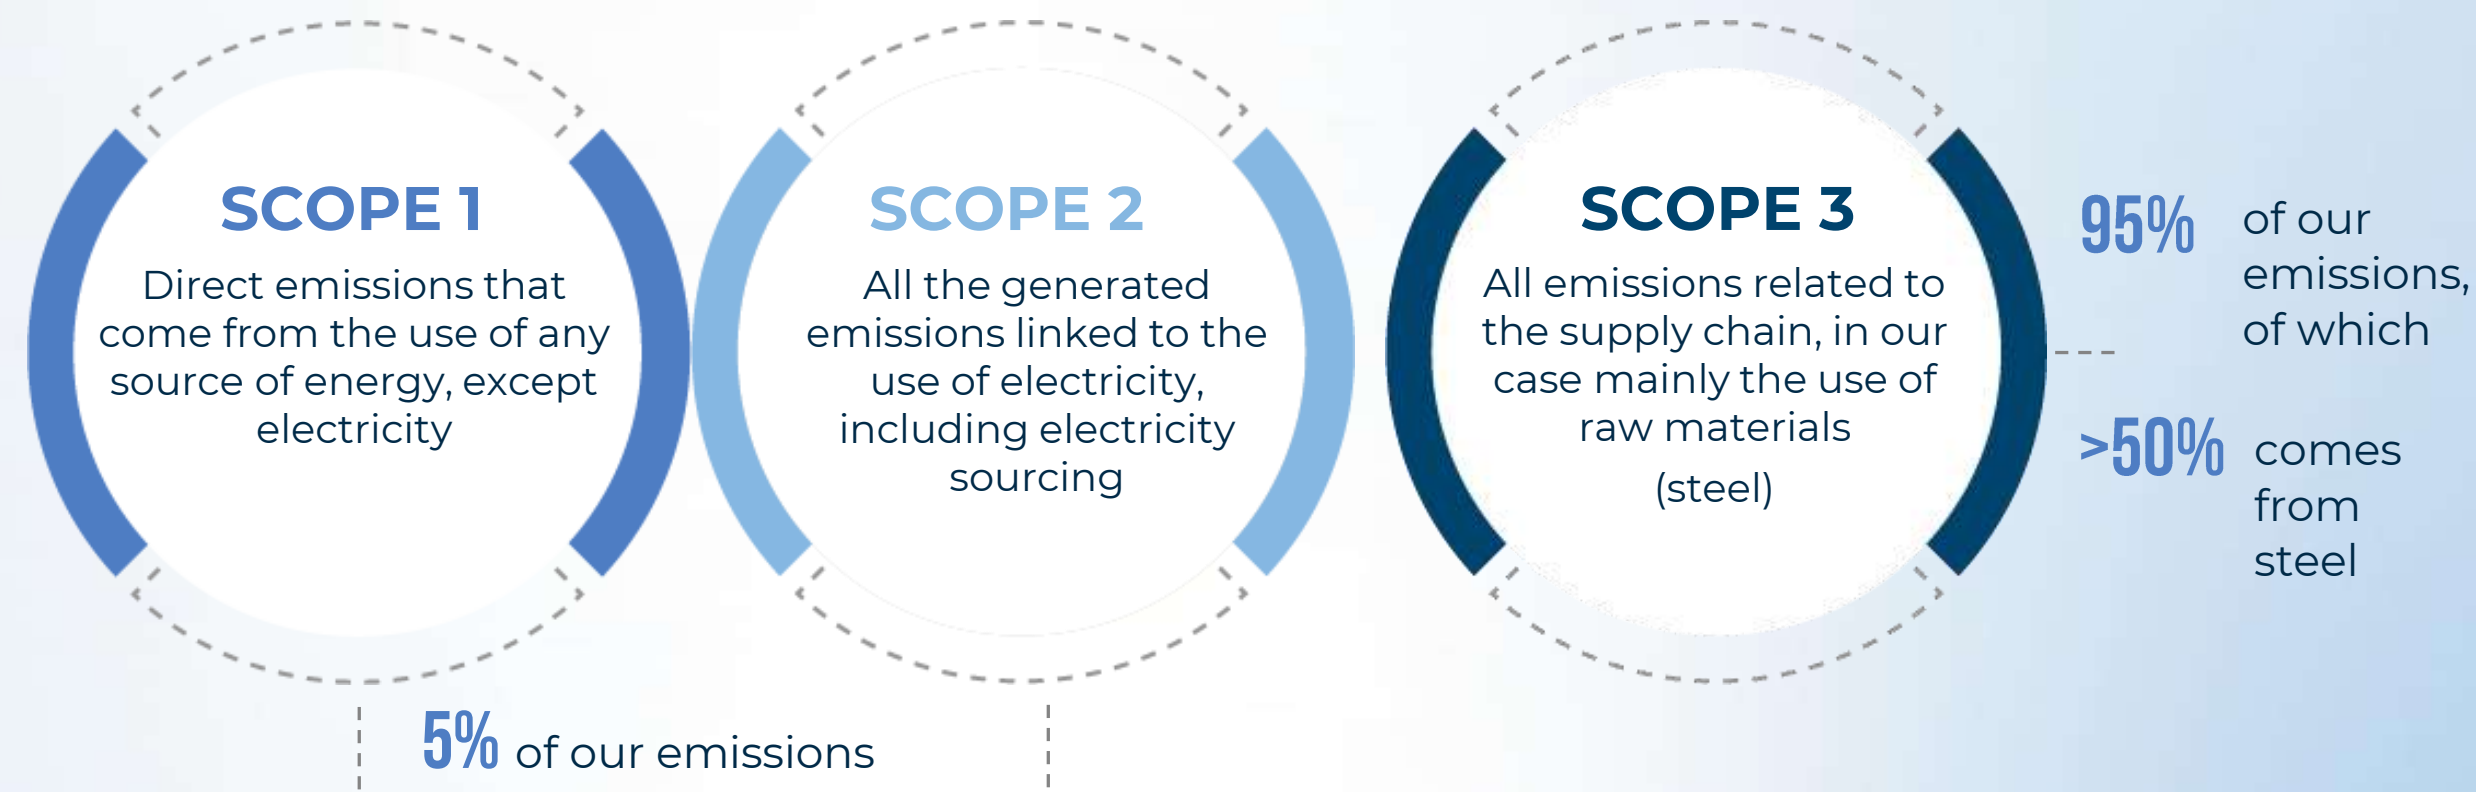 SCOPE 1
Direct emissions that
come from the use of any
source of energy, except
electricity
SCOPE 2
All the generated
emissions linked to the
use of electricity,
including electricity
sourcing
SCOPE 3
All emissions related to
the supply chain, in our
case mainly the use of
raw materials
(steel)
95% of our
emissions,
of which
>50% comes
from
steel
5% of our emissions